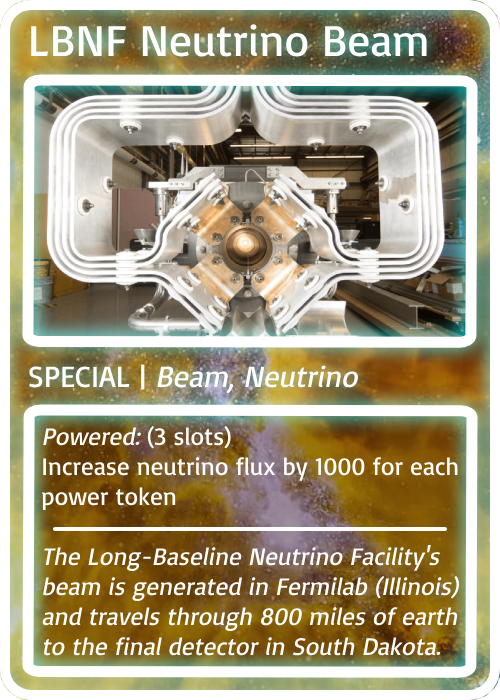 LBNF Neutrino Beam
SPECIAL | Beam, Neutrino
Powered: (3 slots)
Increase neutrino flux by 1000 for each
power token
The Long-Baseline Neutrino Facility's
beam is generated in Fermilab (Illinois)
and travels through 800 miles of earth
to the final detector in South Dakota.